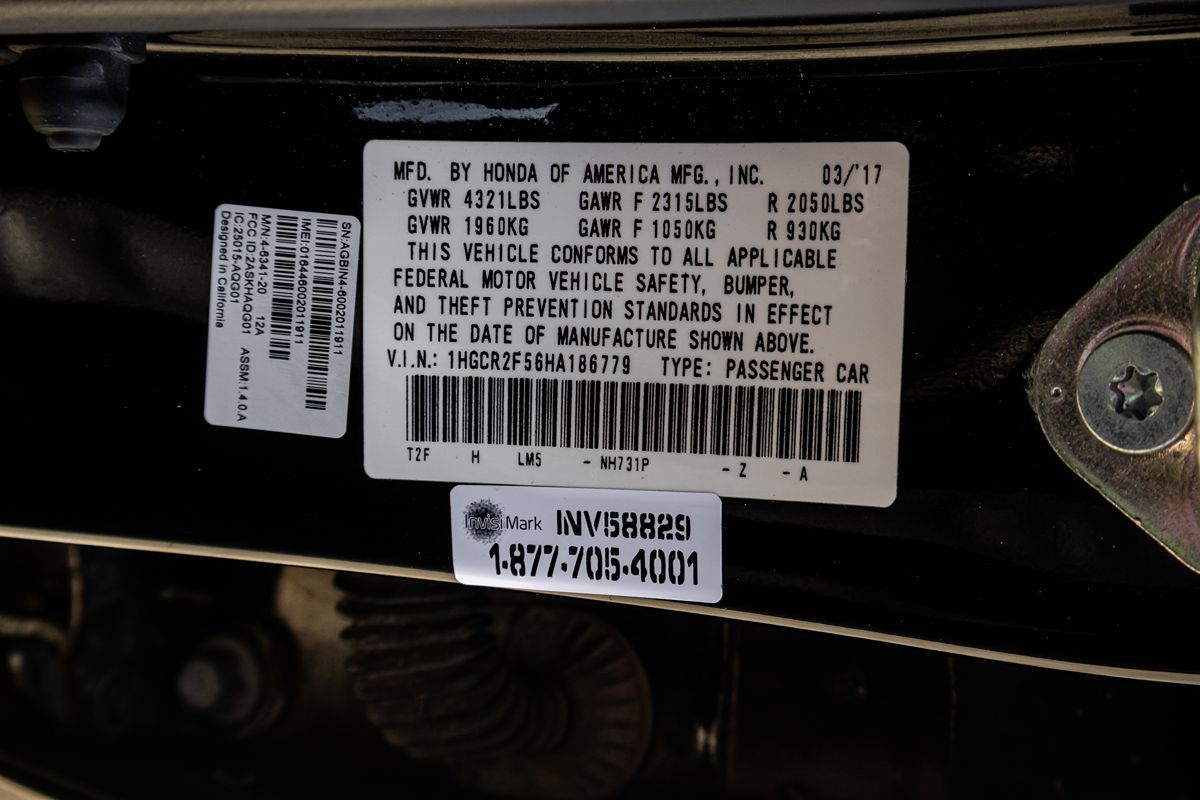 MFD. BY HONDA OF AMERICA MFG., INC. 03/'17
GVWR 4321LBS GAWR F 2315LBS R 2050LBS
GVWR 1960KG GAWR F 1050KG R 930KG
THIS VEHICLE CONFORMS TO ALL APPLICABLE
FEDERAL MOTOR VEHICLE SAFETY, BUMPER,
AND THEFT PREVENTION STANDARDS IN EFFECT
ON THE DATE OF MANUFACTURE SHOWN ABOVE.
V.I.N.: 1HGCR2F56HA186779 TYPE: PASSENGER CAR
T2F H LM5 - NH731P - Z - A
SN:AGBIN4-6002011911
IMEI:016446002011911
M/N:4-6341-20 12A
FCC ID:2ASKHAQG01 ASSM:1.4.0.A
IC:25015-AQG01
Designed in California
InvisiMark INV58829
1-877-705-4001